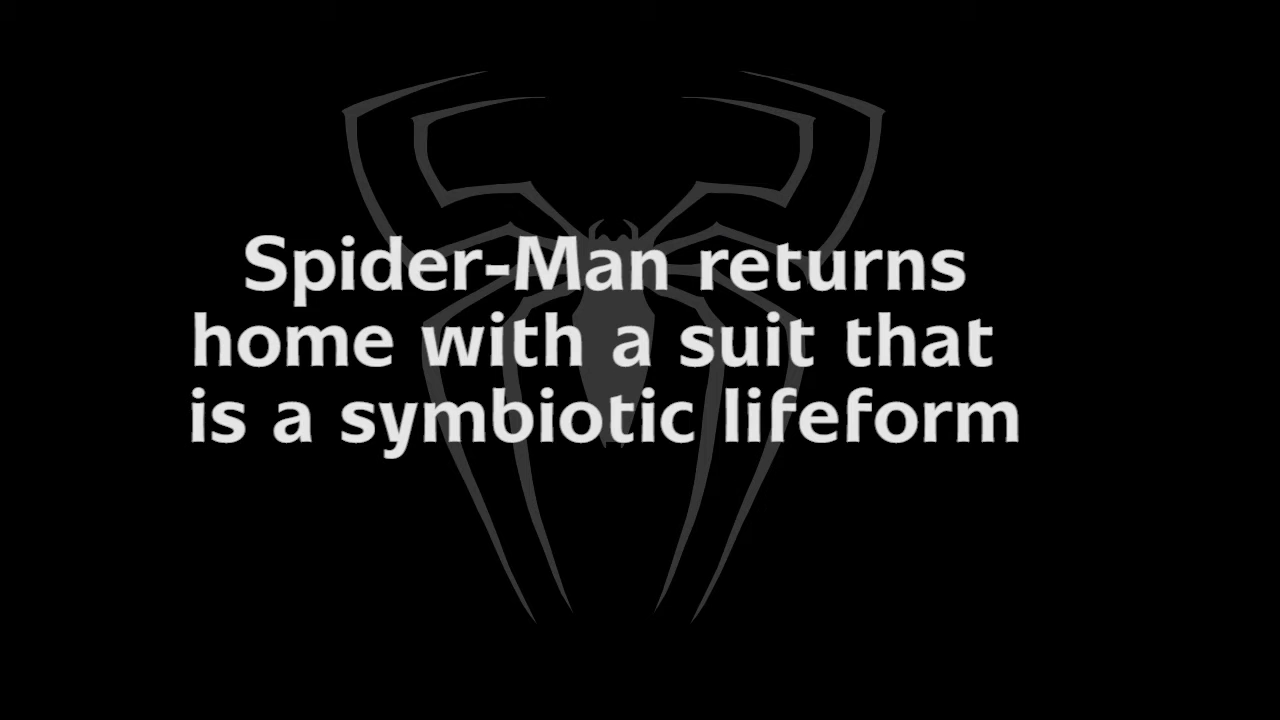 Spider-Man returns
home with a suit that
is a symbiotic lifeform